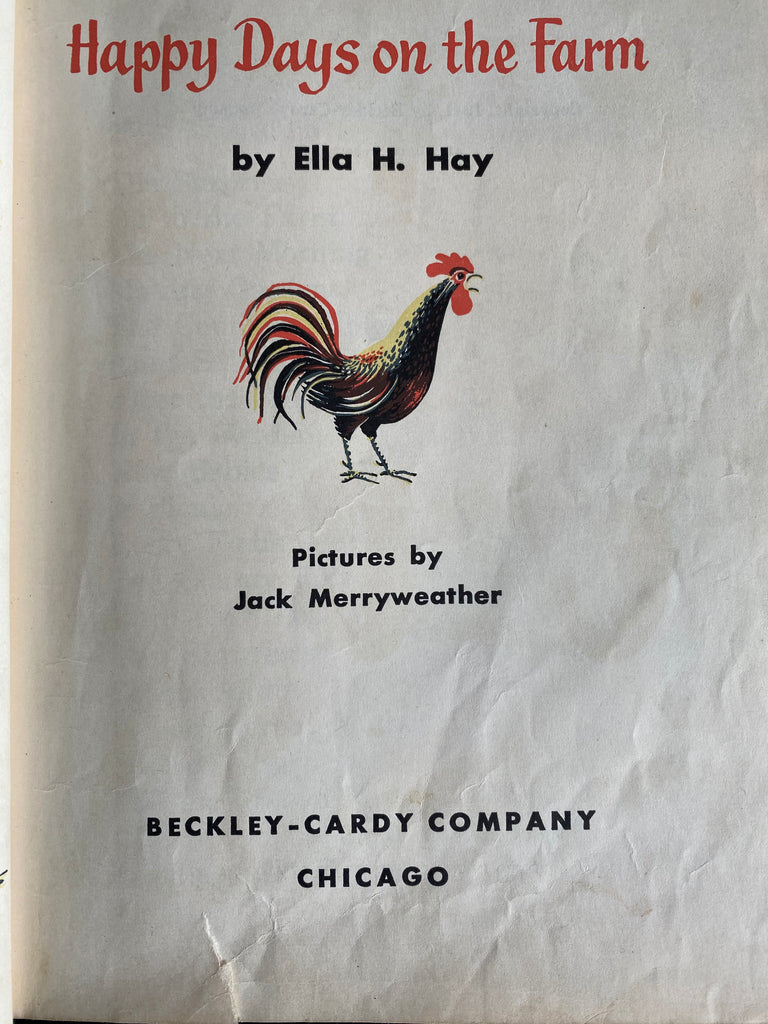 Happy Days on the Farm
by Ella H. Hay
Pictures by
Jack Merryweather
BECKLEY-CARDY COMPANY
CHICAGO